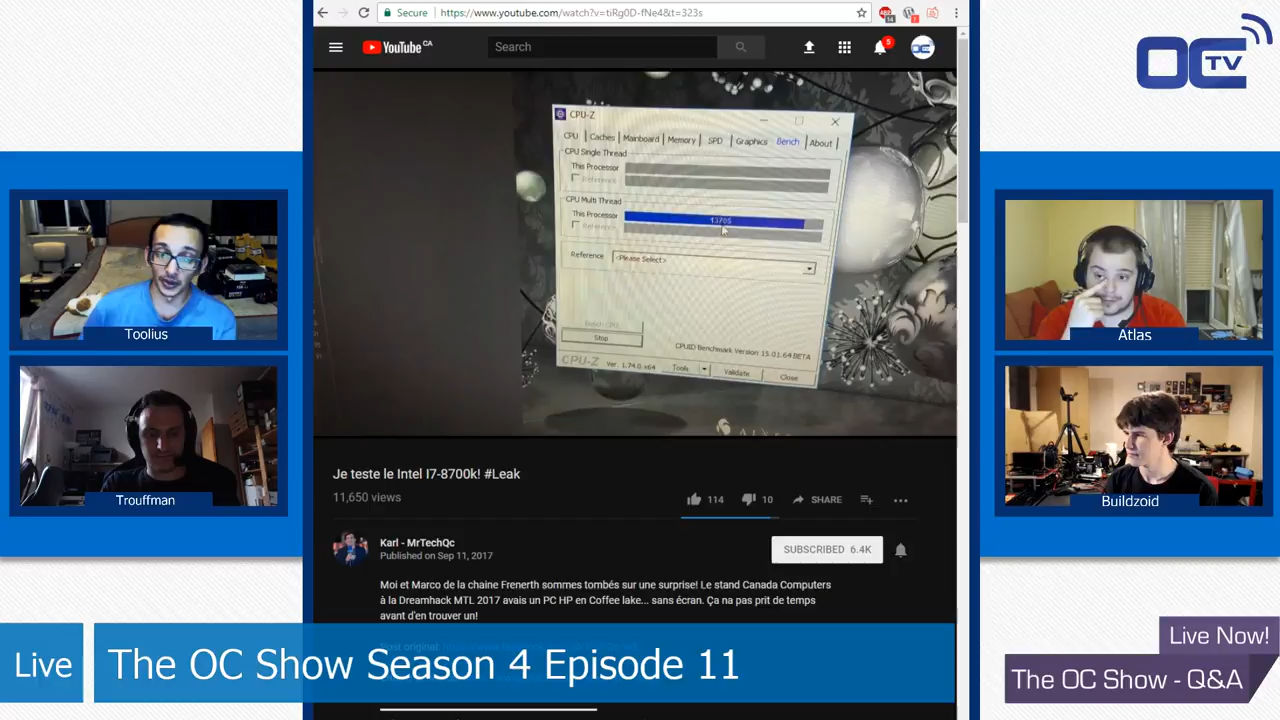 Secure
https://www.youtube.com/watch?v=tiRg0D-fNe4&t=323s
YouTube CA
Search
5
OC TV
CPU-Z
CPU Caches Mainboard Memory SPD Graphics Bench About
CPU Single Thread
This Processor
Reference
CPU Multi Thread
This Processor
Reference
Reference <Please Select>
Stop
CPUID Benchmark Version 15.01.64 BETA
CPU-Z Ver. 1.74.0.x64 Tools Validate Close
Toolius
Atlas
Trouffman
Buildzoid
Je teste le Intel I7-8700k! #Leak
11,650 views
114 10 SHARE
Karl - MrTechQc
Published on Sep 11, 2017
SUBSCRIBED 6.4K
Moi et Marco de la chaine Frenerth sommes tombés sur une surprise! Le stand Canada Computers
à la Dreamhack MTL 2017 avais un PC HP en Coffee lake... sans écran. Ça na pas prit de temps
avant d'en trouver un!
Live
The OC Show Season 4 Episode 11
Live Now!
The OC Show - Q&A